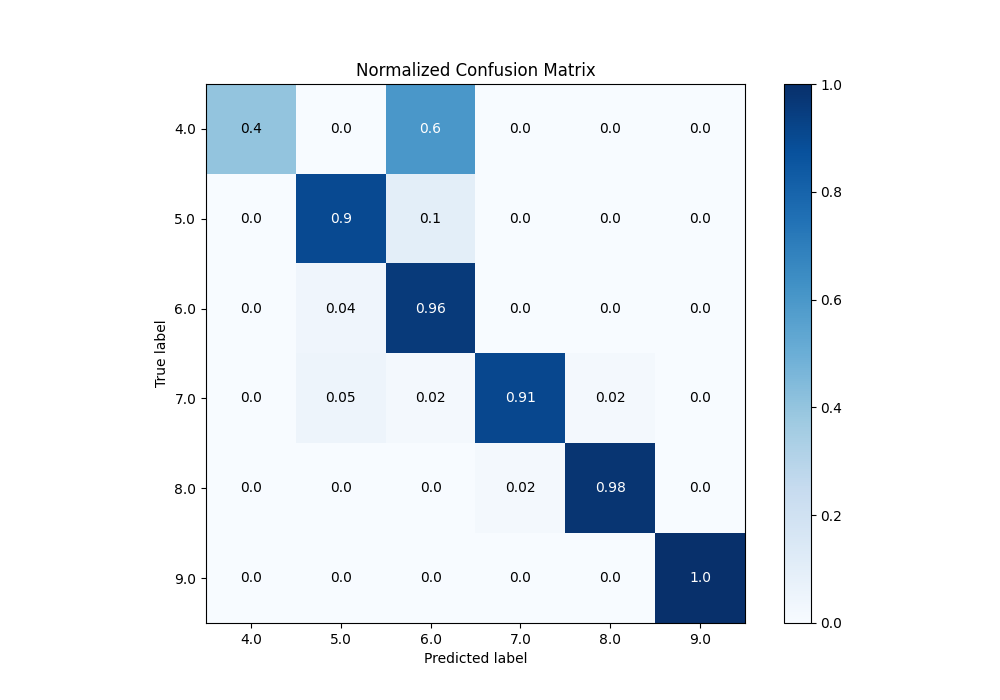 Normalized Confusion Matrix
True label
4.0 0.4 0.0 0.6 0.0 0.0 0.0
5.0 0.0 0.9 0.1 0.0 0.0 0.0
6.0 0.0 0.04 0.96 0.0 0.0 0.0
7.0 0.0 0.05 0.02 0.91 0.02 0.0
8.0 0.0 0.0 0.0 0.02 0.98 0.0
9.0 0.0 0.0 0.0 0.0 0.0 1.0
4.0 5.0 6.0 7.0 8.0 9.0
Predicted label
1.0
0.8
0.6
0.4
0.2
0.0